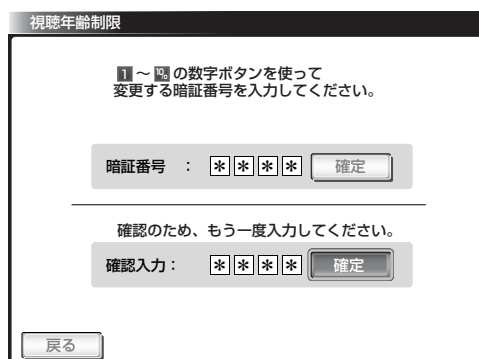 視聴年齢制限
1 ~ 10 の数字ボタンを使って
変更する暗証番号を入力してください。
暗証番号 : * * * * 確定
確認のため、もう一度入力してください。
確認入力: * * * * 確定
戻る